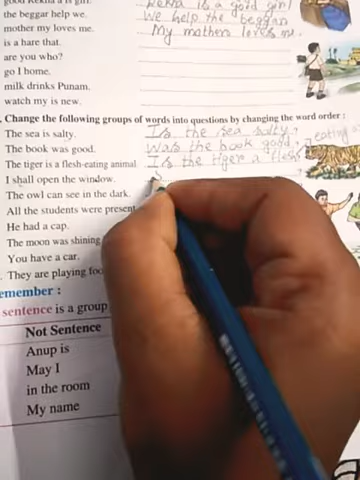 good Rekha a is girl. Rekha is a good girl
the beggar help we. We help the beggar
mother my loves me. My mother loves me.
is a hare that.
are you who?
go I home.
milk drinks Punam.
watch my is new.
Change the following groups of words into questions by changing the word order :
The sea is salty. Is the sea salty?
The book was good. Was the book good?
The tiger is a flesh-eating animal. Is the tiger a flesh eating
I shall open the window.
The owl can see in the dark.
All the students were present
He had a cap.
The moon was shining
You have a car.
They are playing foo
emember :
sentence is a group
Not Sentence
Anup is
May I
in the room
My name